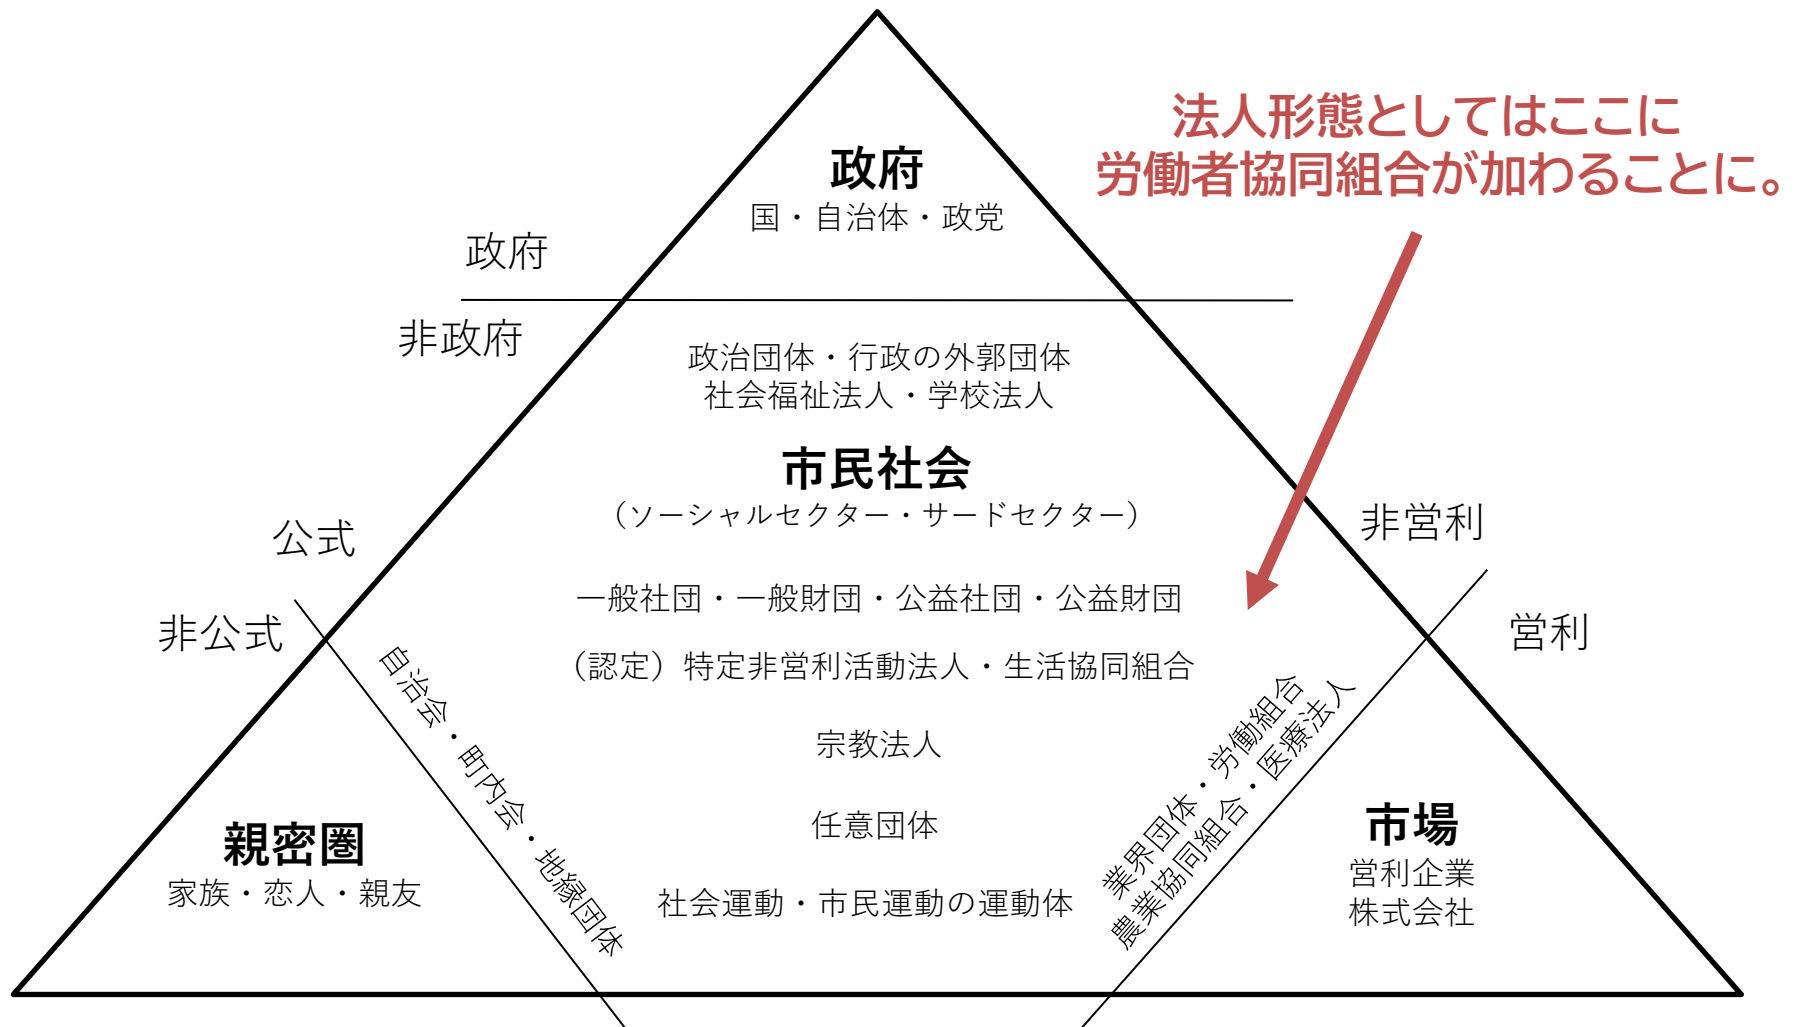 法人形態としてはここに
労働者協同組合が加わることに。
政府
国・自治体・政党
政府
非政府
政治団体・行政の外郭団体
社会福祉法人・学校法人
市民社会
（ソーシャルセクター・サードセクター）
公式
非公式
非営利
営利
一般社団・一般財団・公益社団・公益財団
（認定）特定非営利活動法人・生活協同組合
宗教法人
任意団体
社会運動・市民運動の運動体
自治会・町内会・地縁団体
業界団体・労働組合
農業協同組合・医療法人
親密圏
家族・恋人・親友
市場
営利企業
株式会社